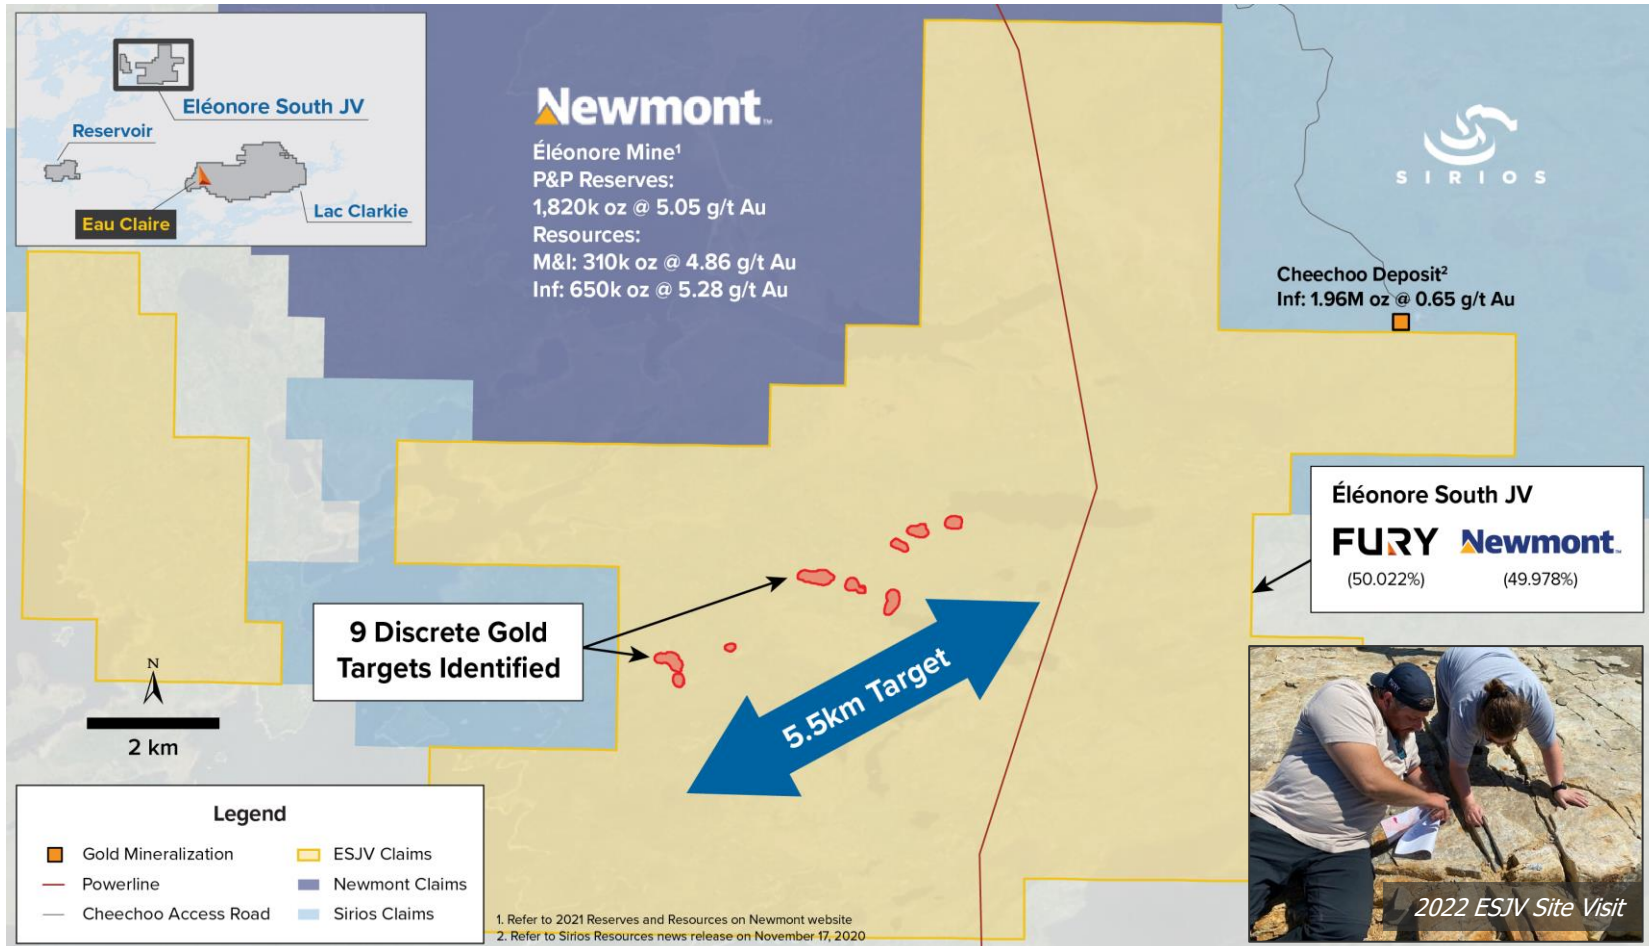 Eléonore South JV
Reservoir
Eau Claire
Lac Clarkie
Newmont™
Éléonore Mine¹
P&P Reserves:
1,820k oz @ 5.05 g/t Au
Resources:
M&I: 310k oz @ 4.86 g/t Au
Inf: 650k oz @ 5.28 g/t Au
SIRIOS
Cheechoo Deposit²
Inf: 1.96M oz @ 0.65 g/t Au
Éléonore South JV
FURY Newmont™
(50.022%) (49.978%)
9 Discrete Gold
Targets Identified
5.5km Target
N
2 km
Legend
Gold Mineralization
Powerline
Cheechoo Access Road
ESJV Claims
Newmont Claims
Sirios Claims
1. Refer to 2021 Reserves and Resources on Newmont website
2. Refer to Sirios Resources news release on November 17, 2020
2022 ESJV Site Visit